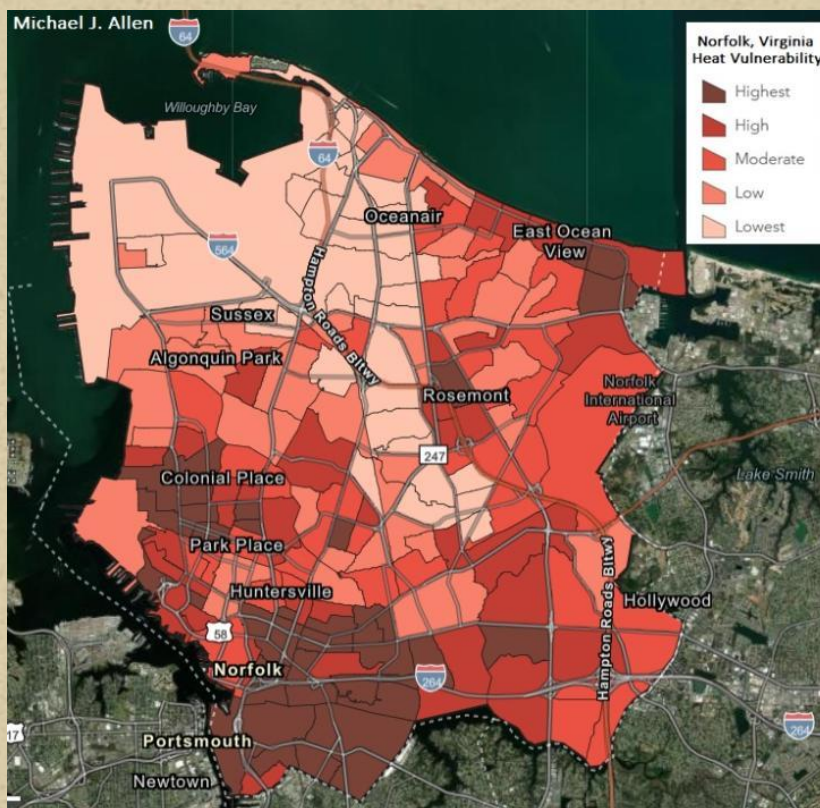 Michael J. Allen
64
Willoughby Bay
Norfolk, Virginia
Heat Vulnerability
Highest
High
Moderate
Low
Lowest
64
Oceanair
East Ocean
View
564
Hampton Roads Bltwy
Sussex
Algonquin Park
Rosemont
Norfolk
International
Airport
247
Colonial Place
Lake Smith
Park Place
Huntersville
Hollywood
Hampton Roads Bltwy
58
Norfolk
264
Portsmouth
17
264
Newtown